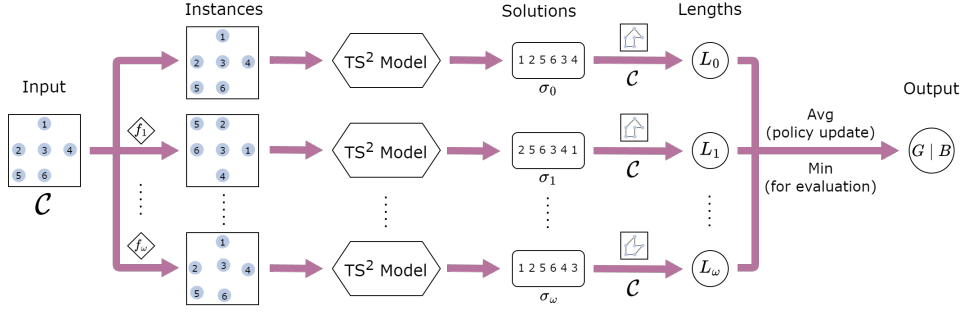 Instances
Solutions
Lengths
Input
Output
1
2 3 4
5 6
𝒞
1
2 3 4
5 6
TS² Model
1 2 5 6 3 4
σ₀
𝒞
L₀
f₁
5 2
6 3 1
4
TS² Model
2 5 6 3 4 1
σ₁
𝒞
L₁
f_ω
1
2 3 4
5 6
TS² Model
1 2 5 6 4 3
σ_ω
𝒞
L_ω
Avg
(policy update)
Min
(for evaluation)
G | B